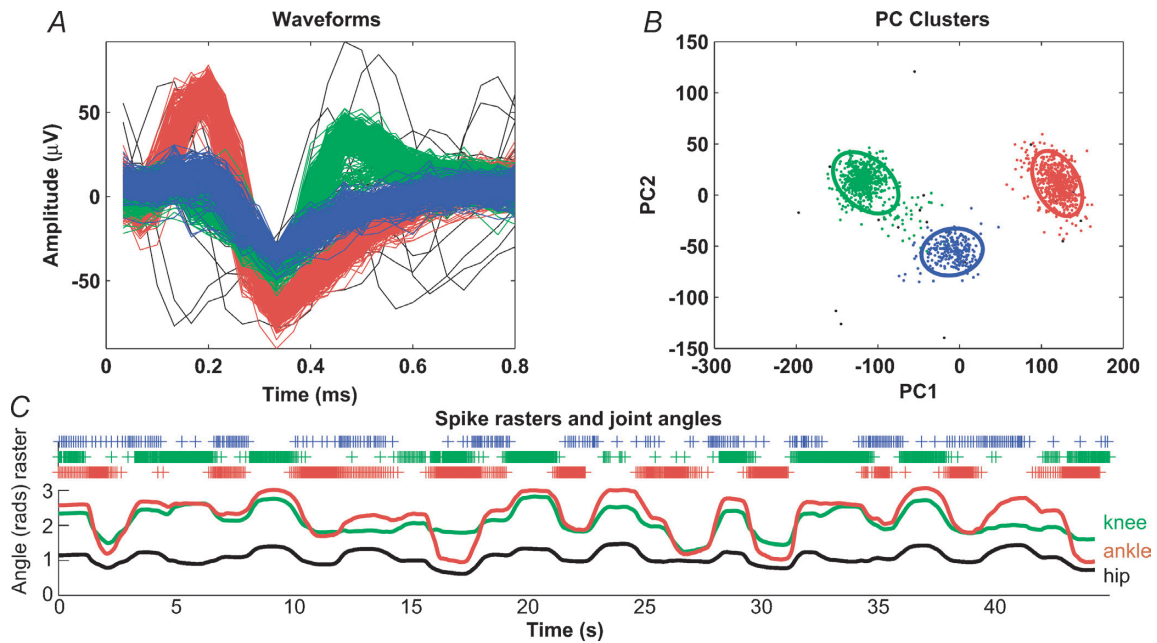 A Waveforms
Amplitude (µV)
50
0
-50
0 0.2 0.4 0.6 0.8
Time (ms)
B PC Clusters
PC2
150
100
50
0
-50
-100
-150
-300 -200 -100 0 100 200
PC1
C Spike rasters and joint angles
Angle (rads) raster
3
2
1
0
knee
ankle
hip
0 5 10 15 20 25 30 35 40
Time (s)